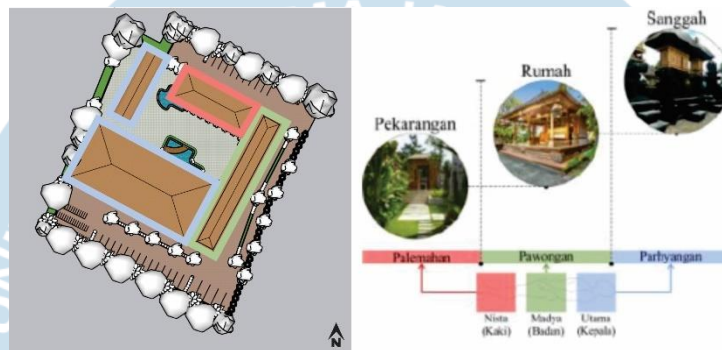 N
Sanggah
Rumah
Pekarangan
Palemahan
Pawongan
Parhyangan
Nista
(Kaki)
Madya
(Badan)
Utama
(Kepala)